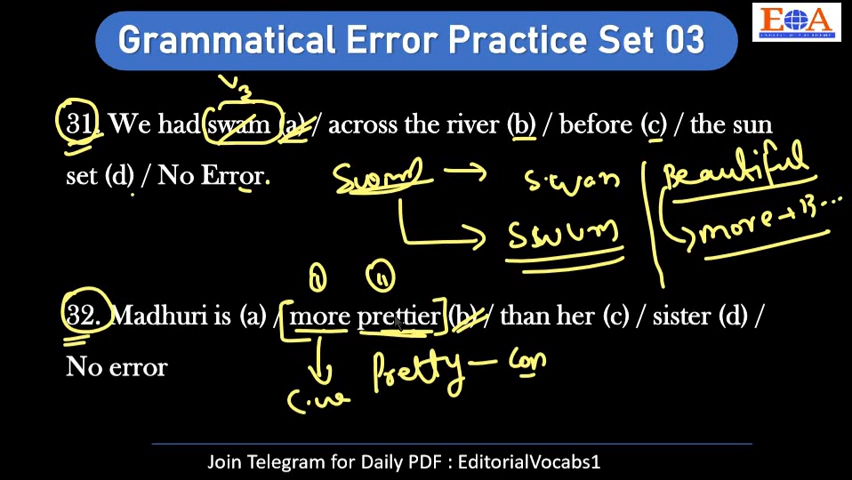 Grammatical Error Practice Set 03
EOA
V3
31. We had swam (a) / across the river (b) / before (c) / the sun
set (d) / No Error.
→ swam
Beautiful
swum
more + B...
i ii
32. Madhuri is (a) / [more prettier] (b) / than her (c) / sister (d) /
No error
Pretty –
Join Telegram for Daily PDF : EditorialVocabs1